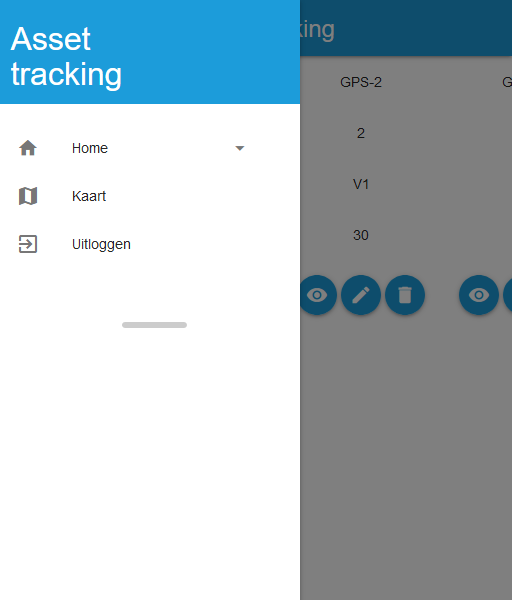 Asset
tracking
king
Home
Kaart
Uitloggen
GPS-2
G
2
V1
30